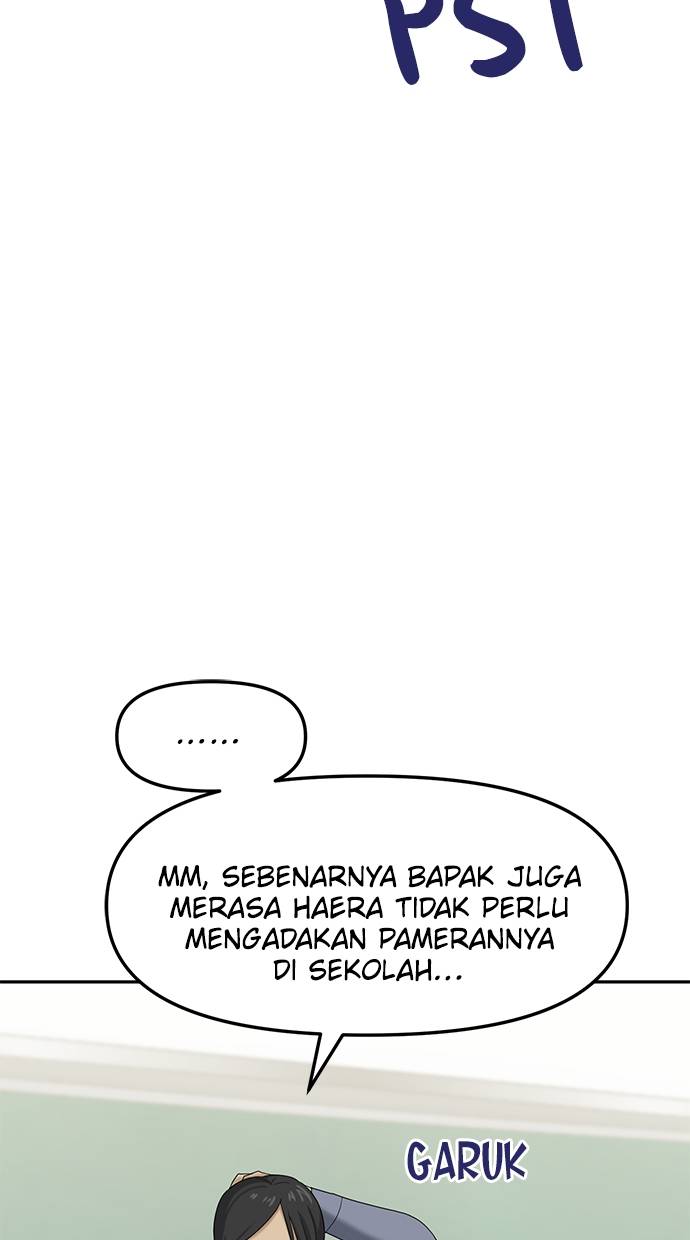 PST
......
MM, SEBENARNYA BAPAK JUGA
MERASA HAERA TIDAK PERLU
MENGADAKAN PAMERANNYA
DI SEKOLAH...
GARUK